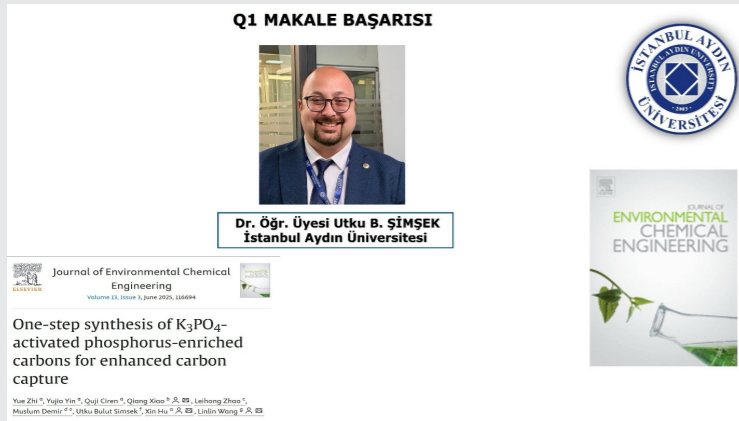 Q1 MAKALE BAŞARISI
İSTANBUL AYDIN
ÜNİVERSİTESİ
ISTANBUL AYDIN UNIVERSITY
2003
Dr. Öğr. Üyesi Utku B. ŞİMŞEK
İstanbul Aydın Üniversitesi
JOURNAL OF
ENVIRONMENTAL
CHEMICAL
ENGINEERING
ELSEVIER
Journal of Environmental Chemical
Engineering
Volume 13, Issue 3, June 2025, 116694
One-step synthesis of K₃PO₄-
activated phosphorus-enriched
carbons for enhanced carbon
capture
Yue Zhi ᵃ, Yujia Yin ᵃ, Quji Ciren ᵃ, Qiang Xiao ᵇ, Leihong Zhao ᶜ,
Muslum Demir ᵈ ᵉ, Utku Bulut Simsek ᶠ, Xin Hu ᵃ, Linlin Wang ᵍ